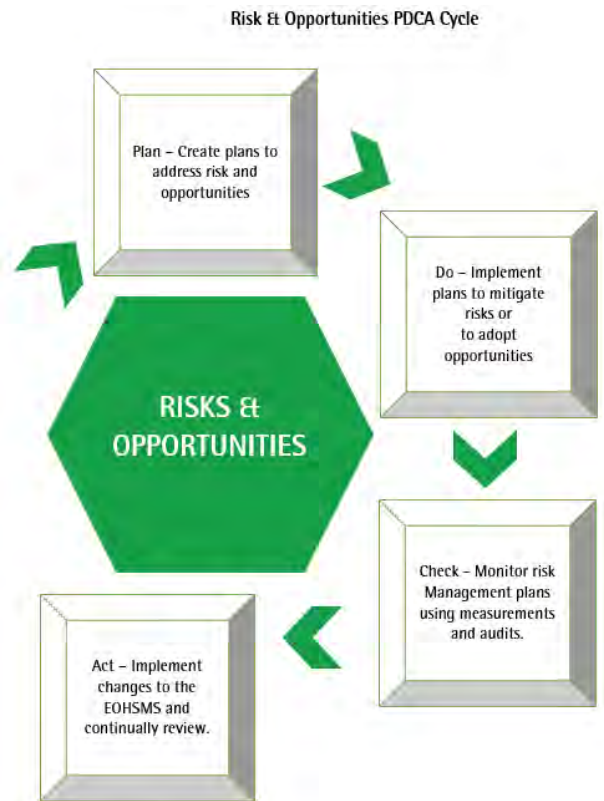 Risk & Opportunities PDCA Cycle
Plan – Create plans to
address risk and
opportunities
Do – Implement
plans to mitigate
risks or
to adopt
opportunities
RISKS &
OPPORTUNITIES
Check – Monitor risk
Management plans
using measurements
and audits.
Act – Implement
changes to the
EOHSMS and
continually review.